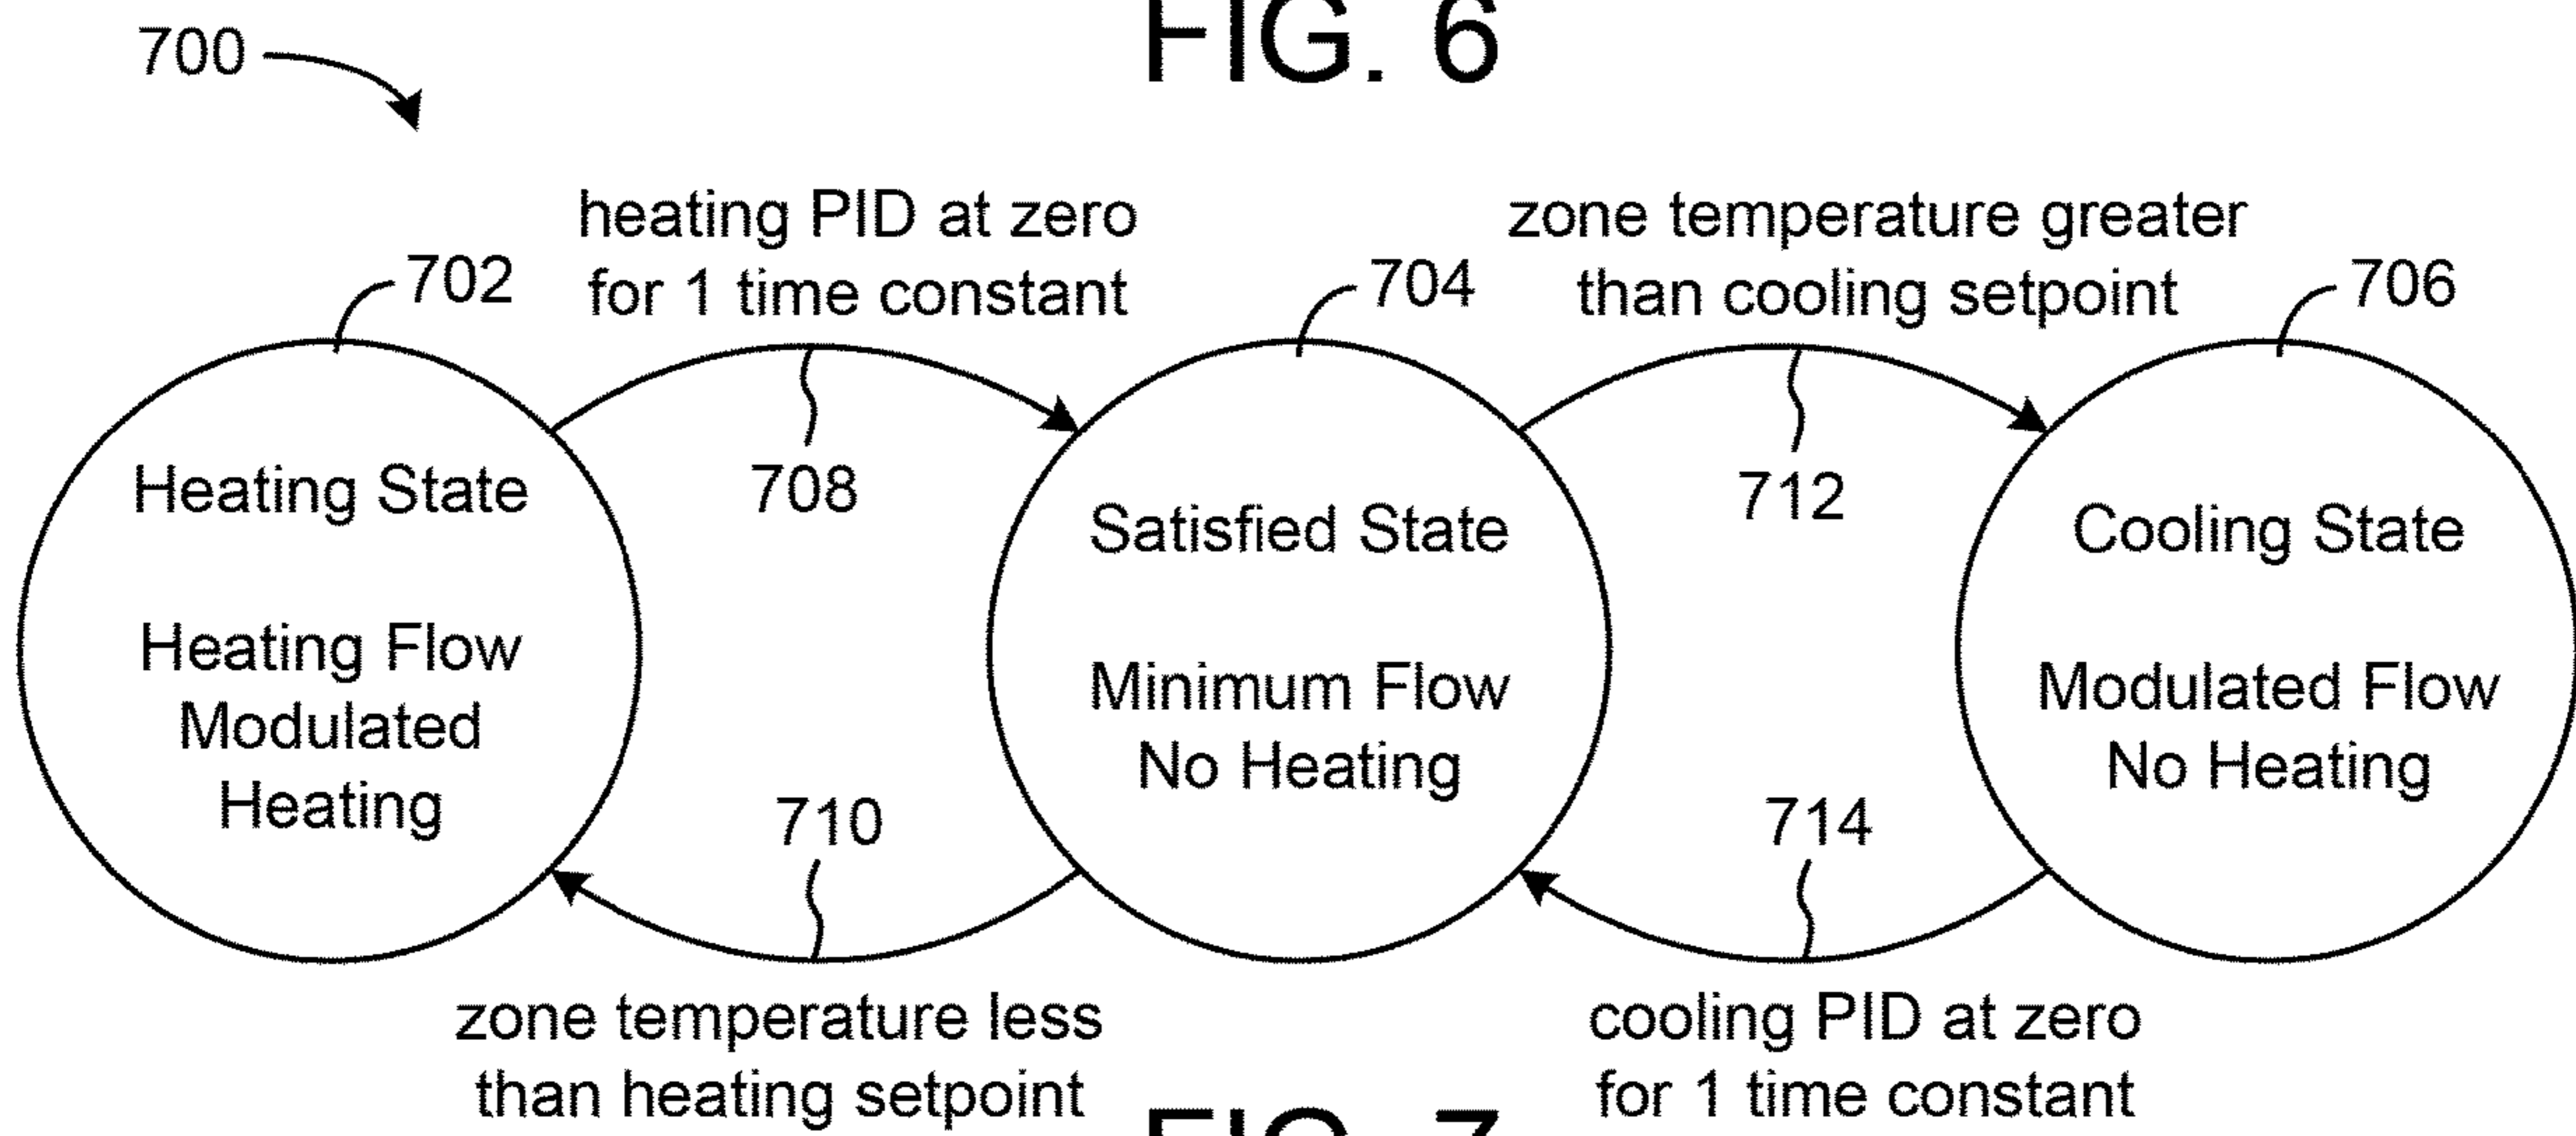 FIG. 6
700
heating PID at zero
for 1 time constant
zone temperature greater
than cooling setpoint
702
704
706
708
712
Heating State
Heating Flow
Modulated
Heating
Satisfied State
Minimum Flow
No Heating
Cooling State
Modulated Flow
No Heating
710
714
zone temperature less
than heating setpoint
cooling PID at zero
for 1 time constant
FIG. 7